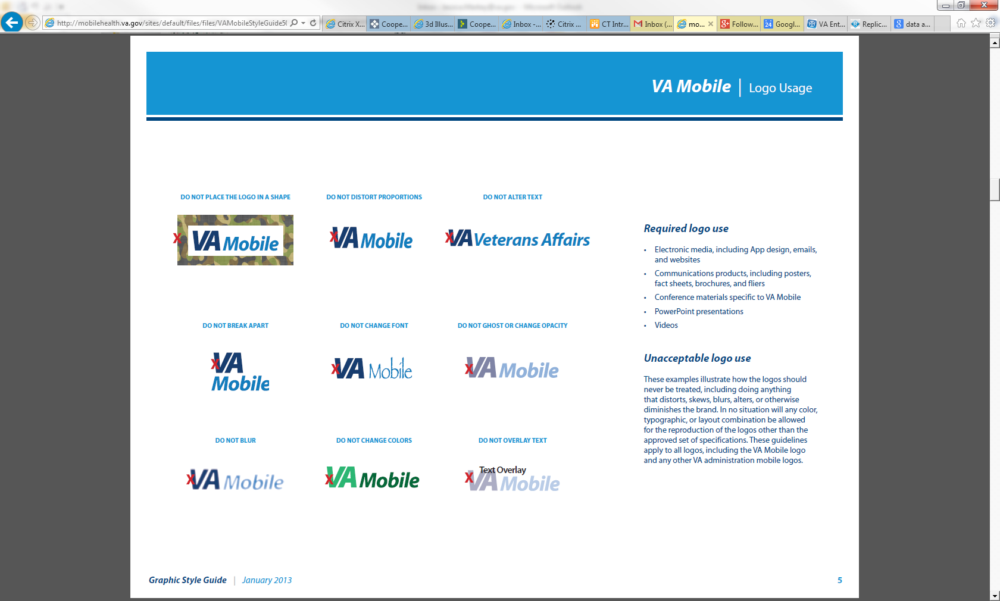 http://mobilehealth.va.gov/sites/default/files/files/VAMobileStyleGuide50
Citrix X...
Coope...
3d Illus...
Coope...
Inbox -...
Citrix ...
CT Intr...
Inbox (...
mo...
Follow...
24
Googl...
VA Ent...
Replic...
data a...
VA Mobile | Logo Usage
DO NOT PLACE THE LOGO IN A SHAPE
X VA Mobile
DO NOT DISTORT PROPORTIONS
X VA Mobile
DO NOT ALTER TEXT
X VA Veterans Affairs
DO NOT BREAK APART
X VA
Mobile
DO NOT CHANGE FONT
X VA Mobile
DO NOT GHOST OR CHANGE OPACITY
X VA Mobile
DO NOT BLUR
X VA Mobile
DO NOT CHANGE COLORS
X VA Mobile
DO NOT OVERLAY TEXT
Text Overlay
X VA Mobile
Required logo use
• Electronic media, including App design, emails,
and websites
• Communications products, including posters,
fact sheets, brochures, and fliers
• Conference materials specific to VA Mobile
• PowerPoint presentations
• Videos
Unacceptable logo use
These examples illustrate how the logos should
never be treated, including doing anything
that distorts, skews, blurs, alters, or otherwise
diminishes the brand. In no situation will any color,
typographic, or layout combination be allowed
for the reproduction of the logos other than the
approved set of specifications. These guidelines
apply to all logos, including the VA Mobile logo
and any other VA administration mobile logos.
Graphic Style Guide | January 2013
5